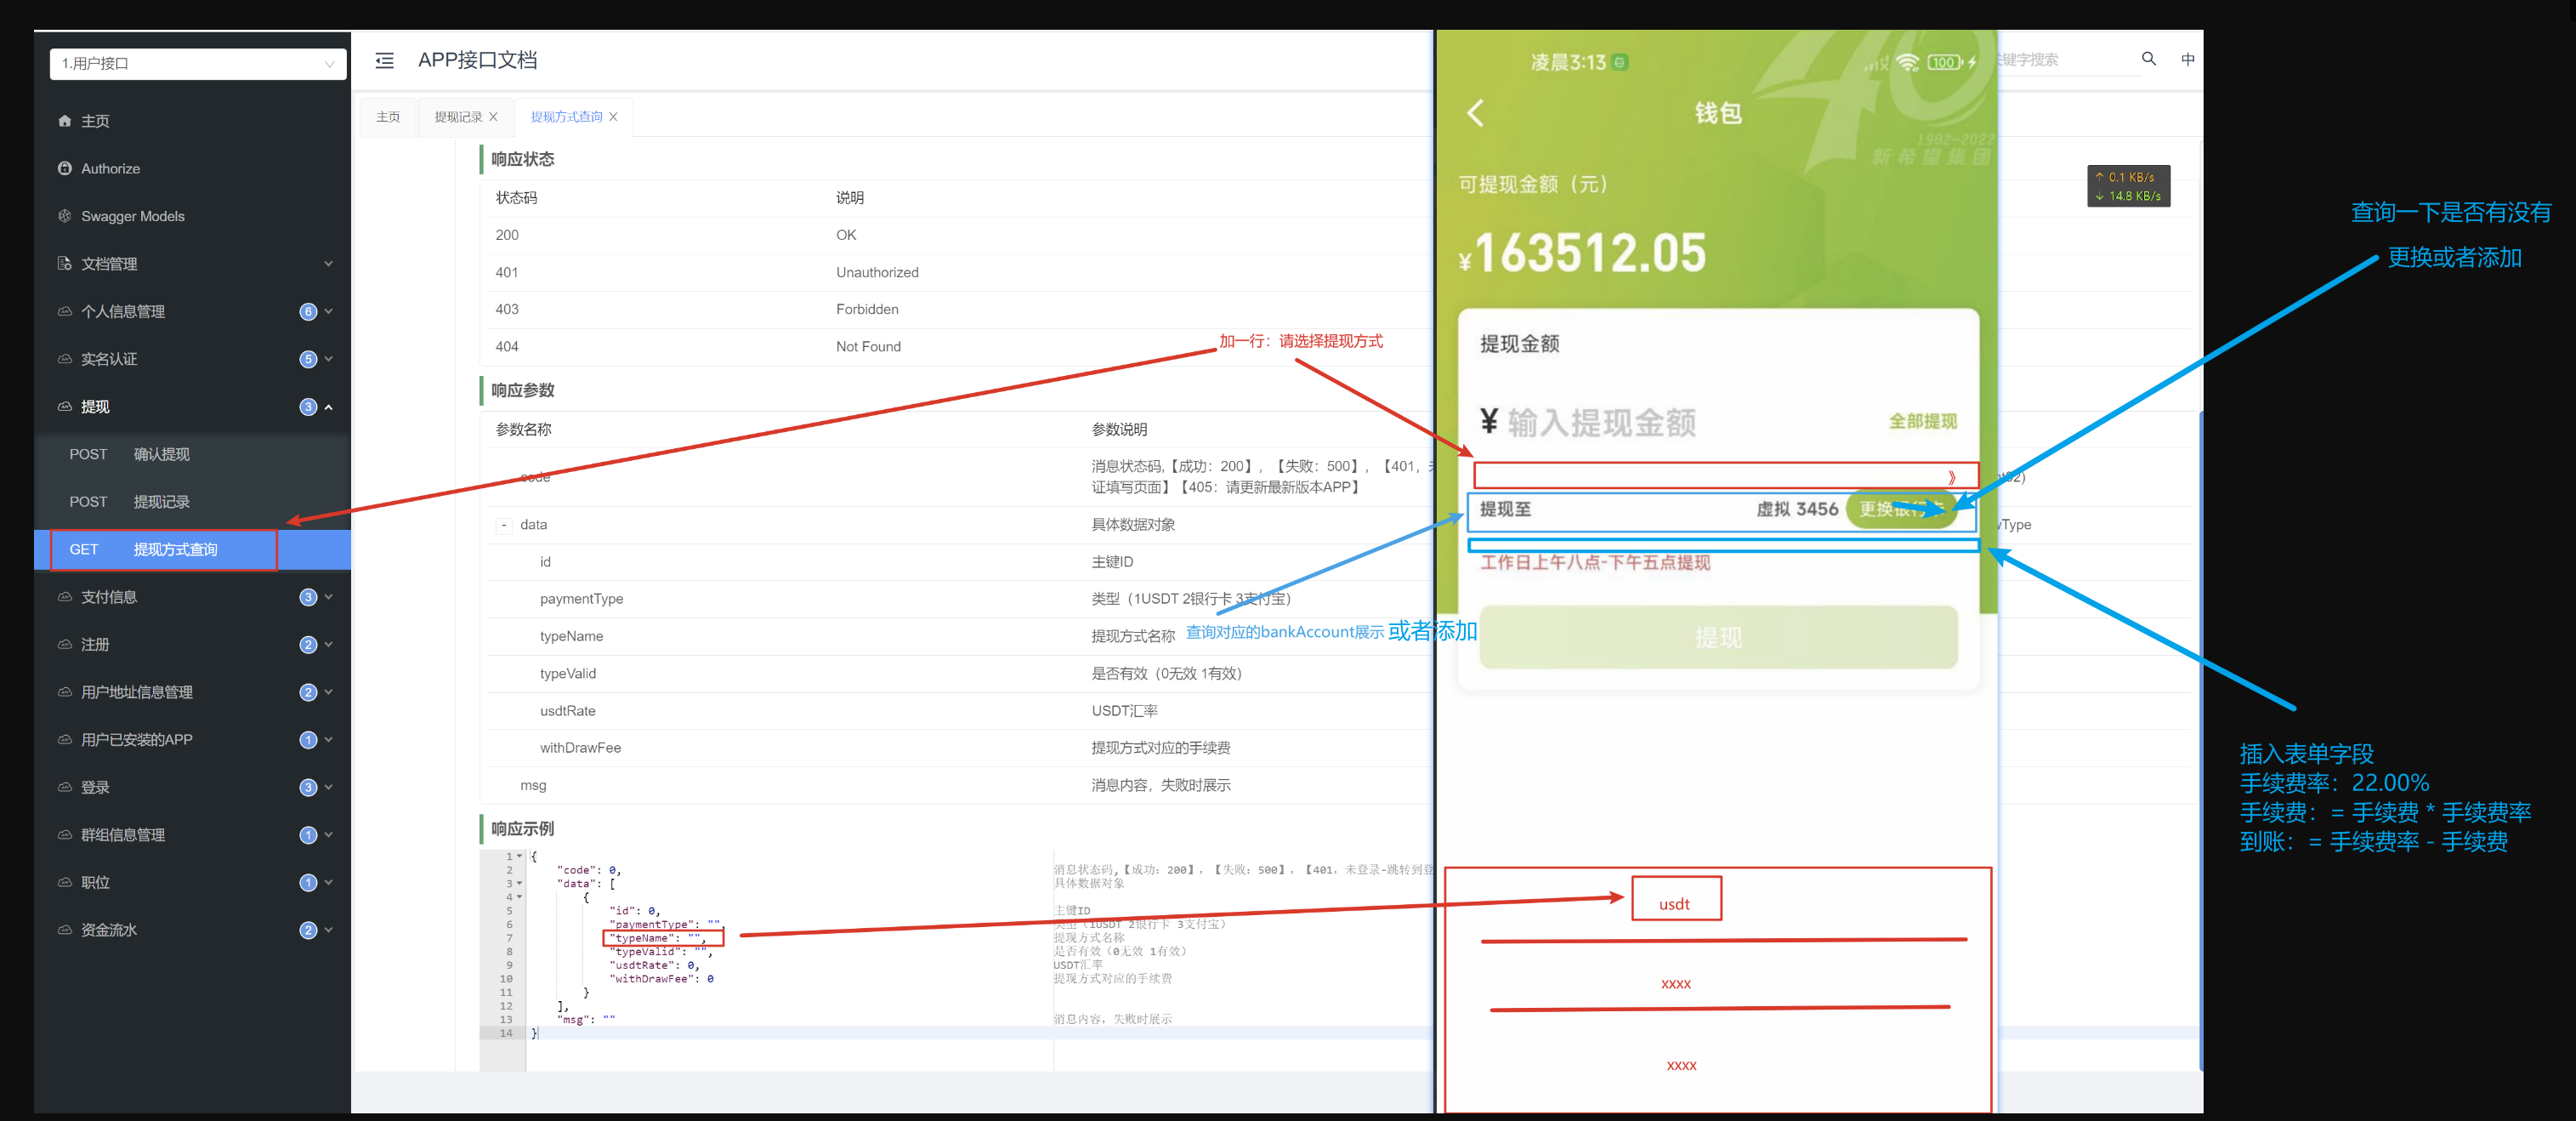 1.用户接口
主页
Authorize
Swagger Models
文档管理
个人信息管理 6
实名认证 5
提现 3
POST 确认提现
POST 提现记录
GET 提现方式查询
支付信息 3
注册 2
用户地址信息管理 2
用户已安装的APP 1
登录 3
群组信息管理 1
职位 1
资金流水 2
APP接口文档
键字搜索
中
主页
提现记录
提现方式查询
响应状态
状态码 说明
200 OK
401 Unauthorized
403 Forbidden
404 Not Found
响应参数
参数名称 参数说明
code 消息状态码,【成功：200】,【失败：500】,【401，
证填写页面】【405：请更新最新版本APP】
- data 具体数据对象
id 主键ID
paymentType 类型（1USDT 2银行卡 3支付宝）
typeName 提现方式名称
typeValid 是否有效（0无效 1有效）
usdtRate USDT汇率
withDrawFee 提现方式对应的手续费
msg 消息内容，失败时展示
响应示例
1 {
2 "code": 0, 消息状态码,【成功：200】,【失败：500】,【401，未登录-跳转到登
3 "data": [ 具体数据对象
4 {
5 "id": 0, 主键ID
6 "paymentType": "", 类型（1USDT 2银行卡 3支付宝）
7 "typeName": "", 提现方式名称
8 "typeValid": "", 是否有效（0无效 1有效）
9 "usdtRate": 0, USDT汇率
10 "withDrawFee": 0 提现方式对应的手续费
11 }
12 ],
13 "msg": "" 消息内容，失败时展示
14 }
加一行：请选择提现方式
查询对应的bankAccount展示 或者添加
凌晨3:13
100
钱包
1982-2022
新希望集团
可提现金额（元）
¥163512.05
提现金额
¥ 输入提现金额 全部提现
》
提现至 虚拟 3456 更换银行卡
工作日上午八点-下午五点提现
提现
usdt
xxxx
xxxx
↑ 0.1 KB/s
↓ 14.8 KB/s
nt32)
Type
查询一下是否有没有
更换或者添加
插入表单字段
手续费率：22.00%
手续费：= 手续费 * 手续费率
到账：= 手续费率 - 手续费